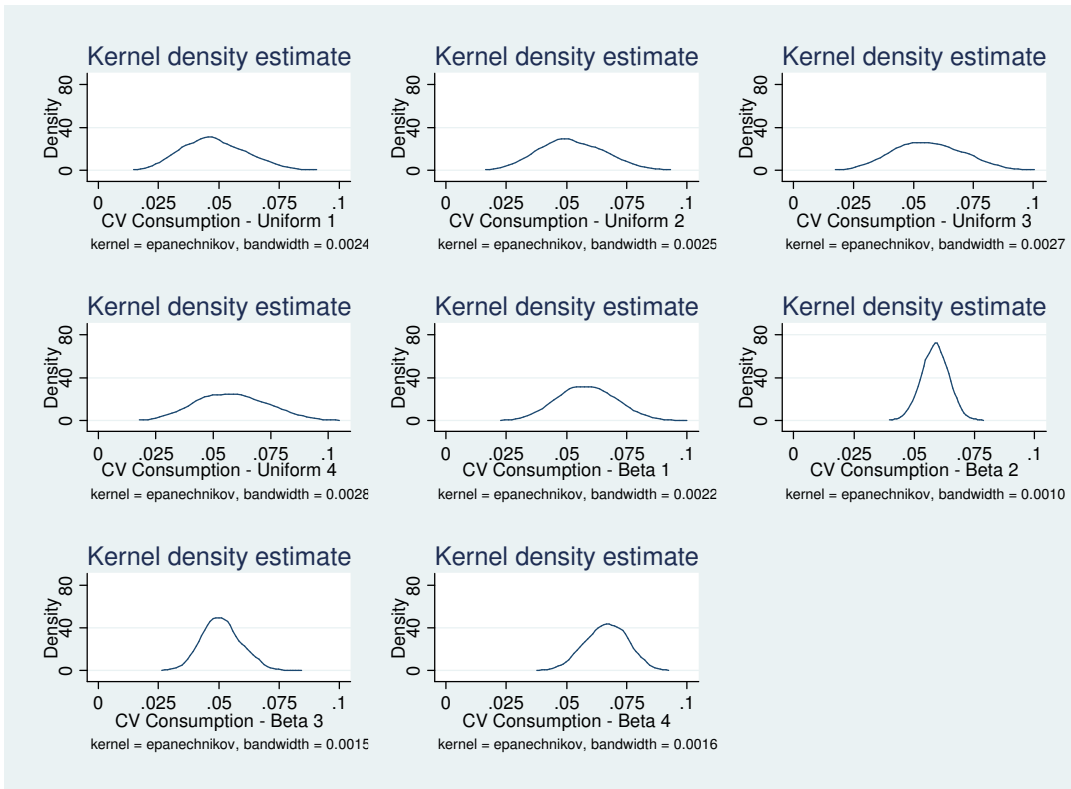 Kernel density estimate
Density
80
40
0
0 .025 .05 .075 .1
CV Consumption - Uniform 1
kernel = epanechnikov, bandwidth = 0.0024
Kernel density estimate
Density
80
40
0
0 .025 .05 .075 .1
CV Consumption - Uniform 2
kernel = epanechnikov, bandwidth = 0.0025
Kernel density estimate
Density
80
40
0
0 .025 .05 .075 .1
CV Consumption - Uniform 3
kernel = epanechnikov, bandwidth = 0.0027
Kernel density estimate
Density
80
40
0
0 .025 .05 .075 .1
CV Consumption - Uniform 4
kernel = epanechnikov, bandwidth = 0.0028
Kernel density estimate
Density
80
40
0
0 .025 .05 .075 .1
CV Consumption - Beta 1
kernel = epanechnikov, bandwidth = 0.0022
Kernel density estimate
Density
80
40
0
0 .025 .05 .075 .1
CV Consumption - Beta 2
kernel = epanechnikov, bandwidth = 0.0010
Kernel density estimate
Density
80
40
0
0 .025 .05 .075 .1
CV Consumption - Beta 3
kernel = epanechnikov, bandwidth = 0.0015
Kernel density estimate
Density
80
40
0
0 .025 .05 .075 .1
CV Consumption - Beta 4
kernel = epanechnikov, bandwidth = 0.0016